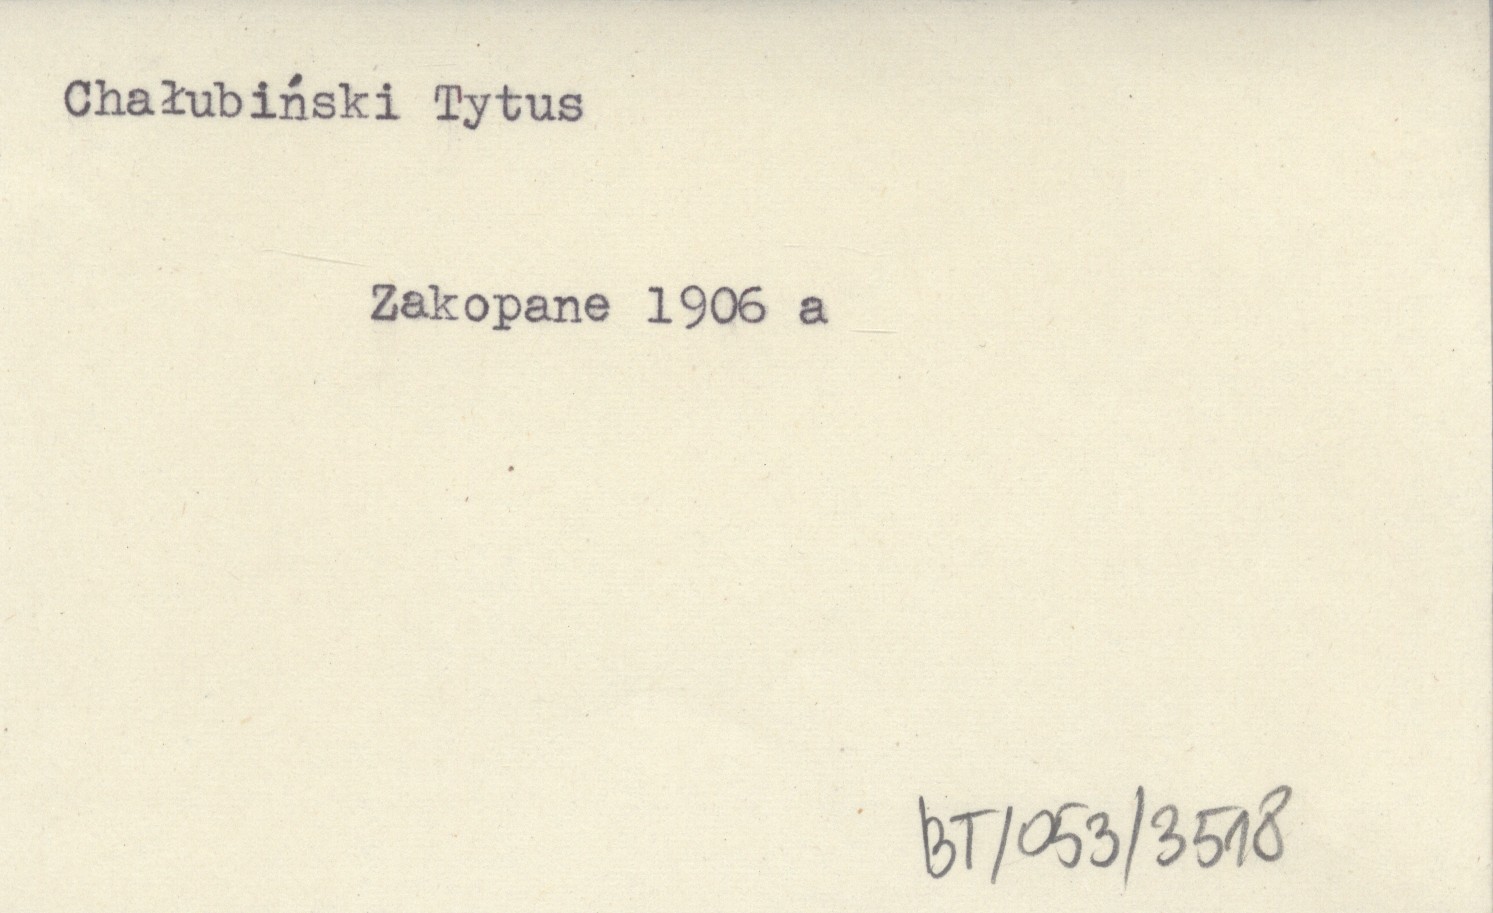 Chałubiński Tytus
Zakopane 1906 a
BT/053/3518